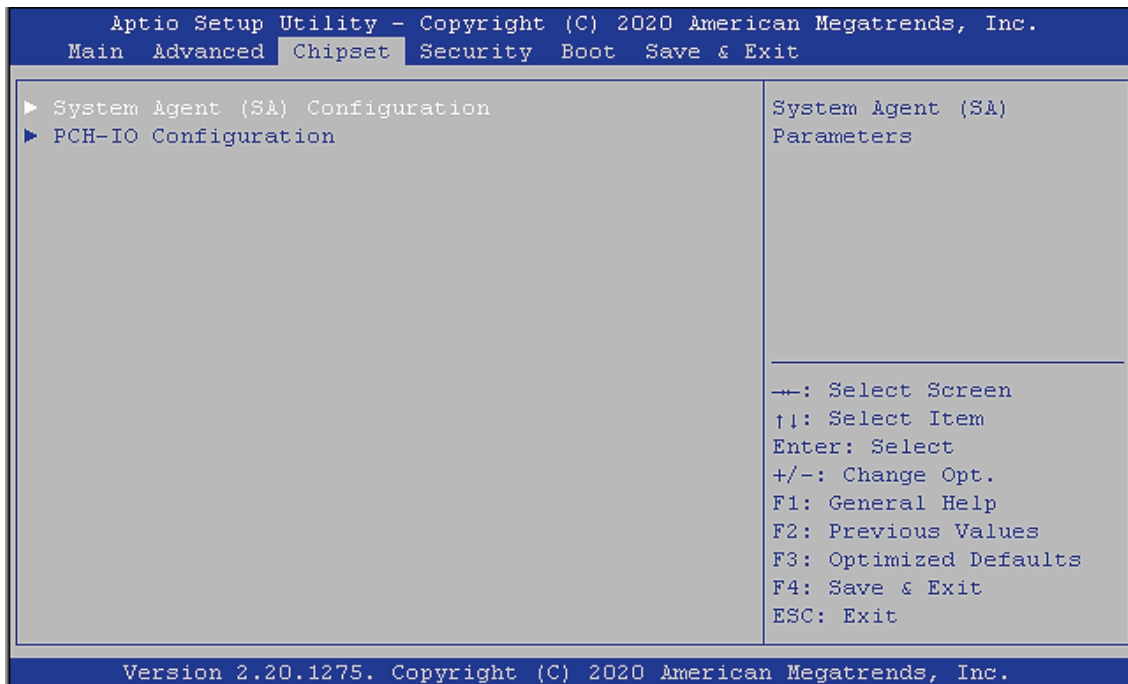 Aptio Setup Utility – Copyright (C) 2020 American Megatrends, Inc.
Main Advanced Chipset Security Boot Save & Exit
▶ System Agent (SA) Configuration
▶ PCH-IO Configuration
System Agent (SA)
Parameters
→←: Select Screen
↑↓: Select Item
Enter: Select
+/-: Change Opt.
F1: General Help
F2: Previous Values
F3: Optimized Defaults
F4: Save & Exit
ESC: Exit
Version 2.20.1275. Copyright (C) 2020 American Megatrends, Inc.